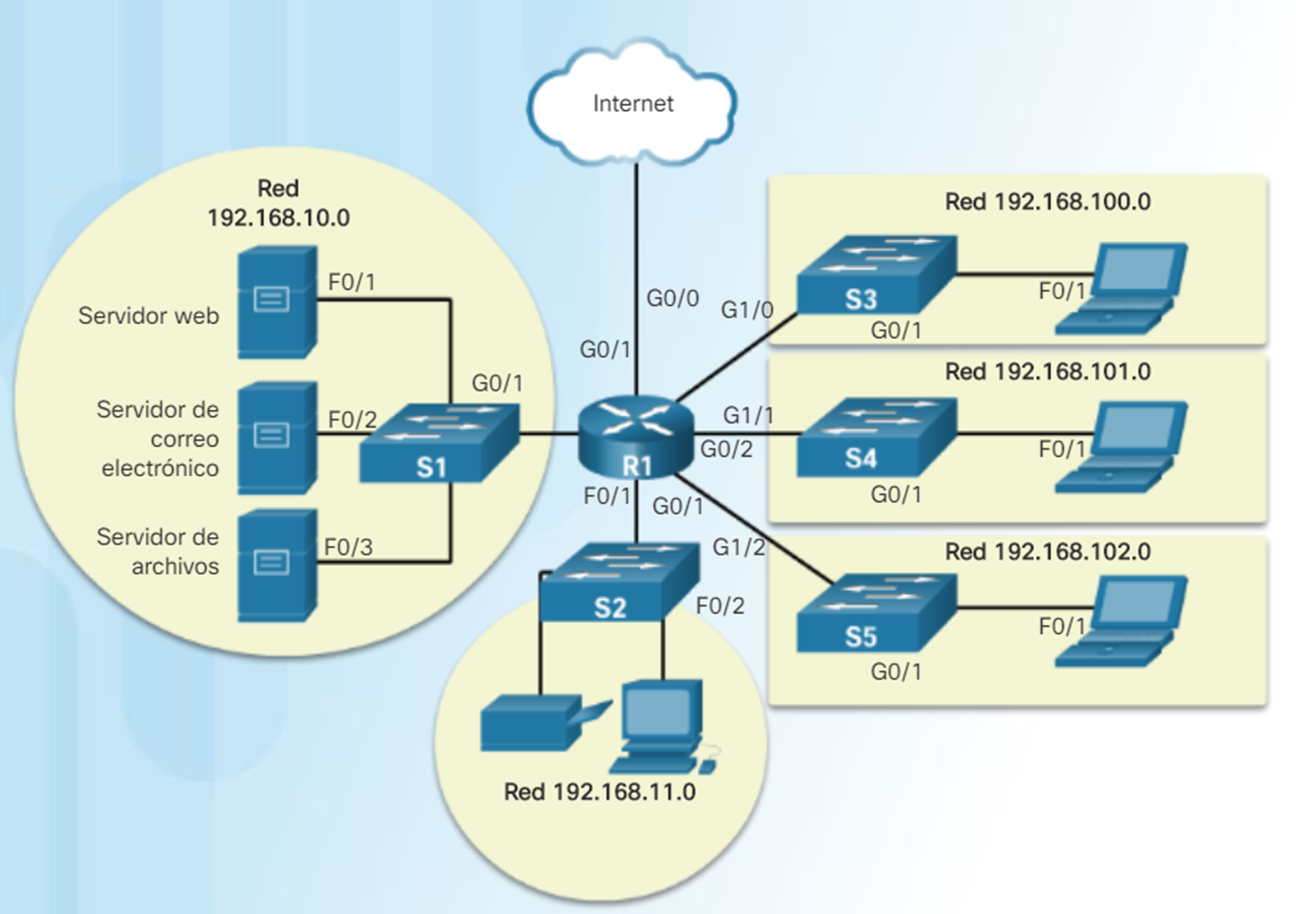 Internet
Red
192.168.10.0
Servidor web
F0/1
Servidor de
correo
electrónico
F0/2
Servidor de
archivos
F0/3
G0/1
S1
G0/0
G0/1
R1
G1/0
G1/1
G0/2
F0/1
G0/1
G1/2
S2
F0/2
Red 192.168.11.0
Red 192.168.100.0
S3
F0/1
G0/1
Red 192.168.101.0
S4
F0/1
G0/1
Red 192.168.102.0
S5
F0/1
G0/1